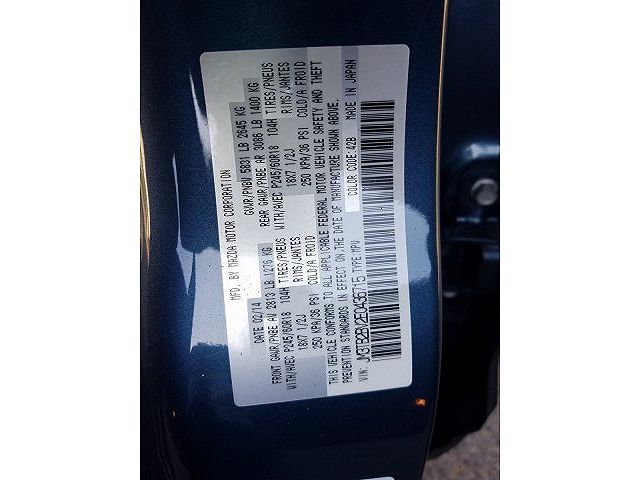 MFD. BY MAZDA MOTOR CORPORATION
DATE: 02/14 GVWR/PNBV 5831 LB 2645 KG
FRONT GAWR/PNBE AV 2813 LB 1276 KG REAR GAWR/PNBE AR 3086 LB 1400 KG
WITH/AVEC P245/60R18 104H TIRES/PNEUS WITH/AVEC P245/60R18 104H TIRES/PNEUS
18X7 1/2J RIMS/JANTES 18X7 1/2J RIMS/JANTES
250 KPA/36 PSI COLD/A FROID 250 KPA/36 PSI COLD/A FROID
THIS VEHICLE CONFORMS TO ALL APPLICABLE FEDERAL MOTOR VEHICLE SAFETY AND THEFT
PREVENTION STANDARDS IN EFFECT ON THE DATE OF MANUFACTURE SHOWN ABOVE.
VIN: JM3TB2BV2E0436715 TYPE:MPV COLOR CODE:42B MADE IN JAPAN